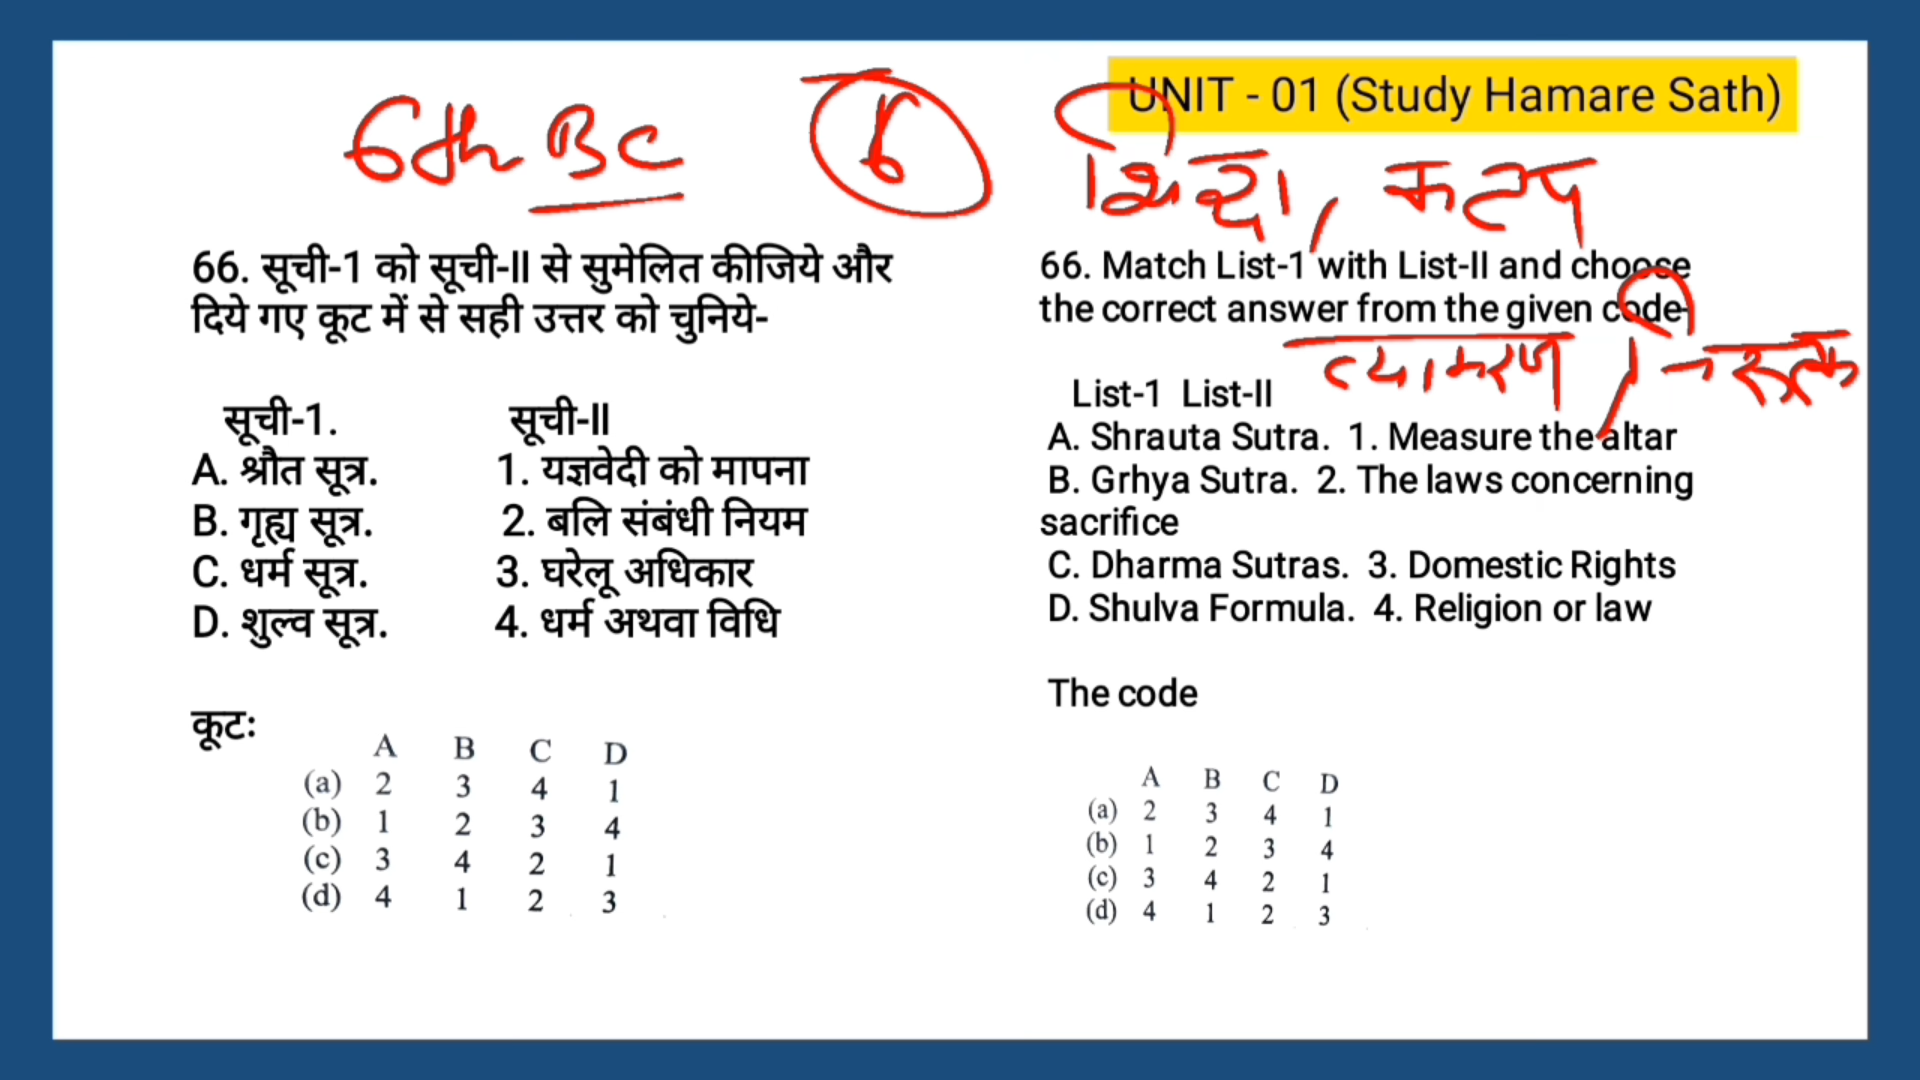 UNIT - 01 (Study Hamare Sath)
6th BC 6 शिक्षा, कल्प
व्याकरण, निरुक्त
66. सूची-1 को सूची-II से सुमेलित कीजिये और
दिये गए कूट में से सही उत्तर को चुनिये-
सूची-1. सूची-II
A. श्रौत सूत्र. 1. यज्ञवेदी को मापना
B. गृह्य सूत्र. 2. बलि संबंधी नियम
C. धर्म सूत्र. 3. घरेलू अधिकार
D. शुल्व सूत्र. 4. धर्म अथवा विधि
कूटः
A B C D
(a) 2 3 4 1
(b) 1 2 3 4
(c) 3 4 2 1
(d) 4 1 2 3
66. Match List-1 with List-II and choose
the correct answer from the given code-
List-1 List-II
A. Shrauta Sutra. 1. Measure the altar
B. Grhya Sutra. 2. The laws concerning
sacrifice
C. Dharma Sutras. 3. Domestic Rights
D. Shulva Formula. 4. Religion or law
The code
A B C D
(a) 2 3 4 1
(b) 1 2 3 4
(c) 3 4 2 1
(d) 4 1 2 3